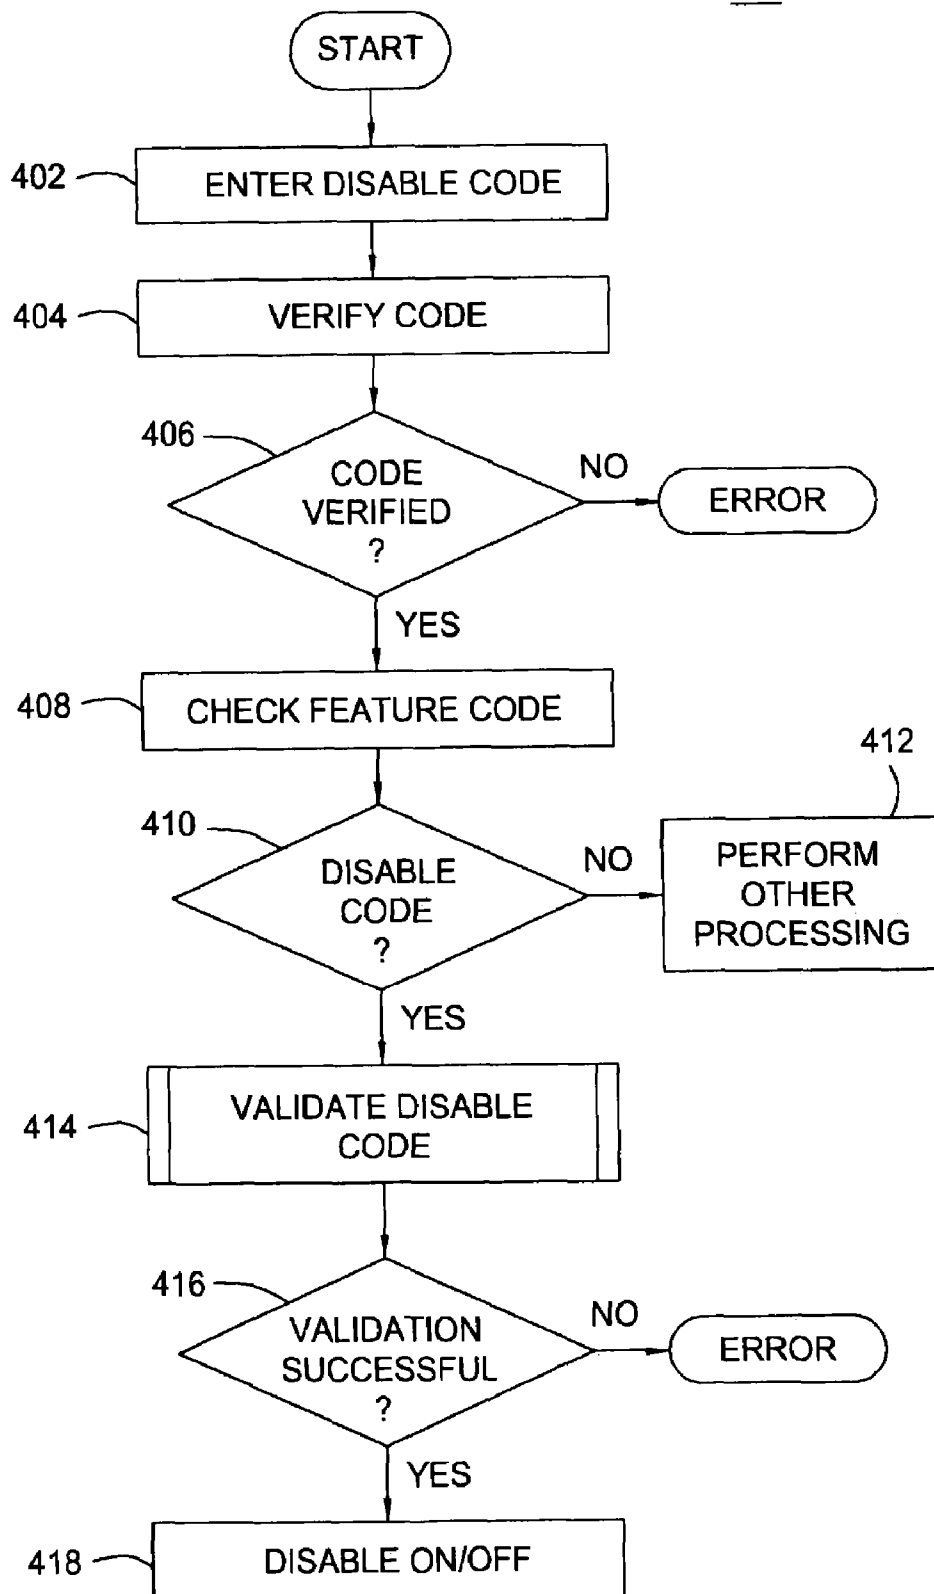 START
402
ENTER DISABLE CODE
404
VERIFY CODE
406
CODE
VERIFIED
?
NO
ERROR
YES
408
CHECK FEATURE CODE
410
DISABLE
CODE
?
NO
412
PERFORM
OTHER
PROCESSING
YES
414
VALIDATE DISABLE
CODE
416
VALIDATION
SUCCESSFUL
?
NO
ERROR
YES
418
DISABLE ON/OFF